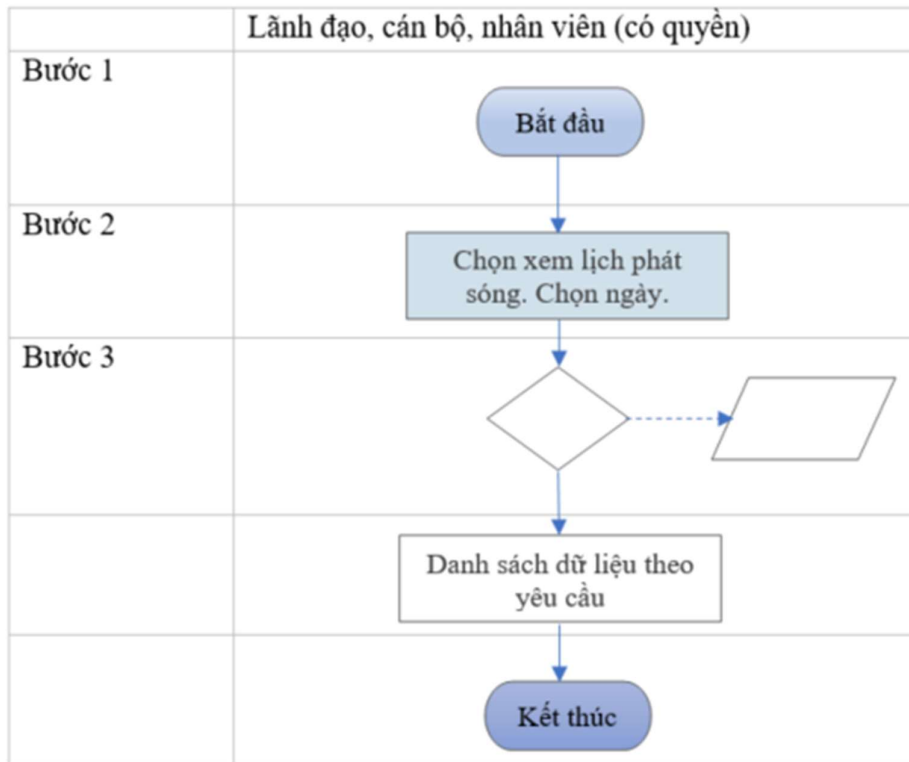 Lãnh đạo, cán bộ, nhân viên (có quyền)
Bước 1
Bắt đầu
Bước 2
Chọn xem lịch phát
sóng. Chọn ngày.
Bước 3
Danh sách dữ liệu theo
yêu cầu
Kết thúc